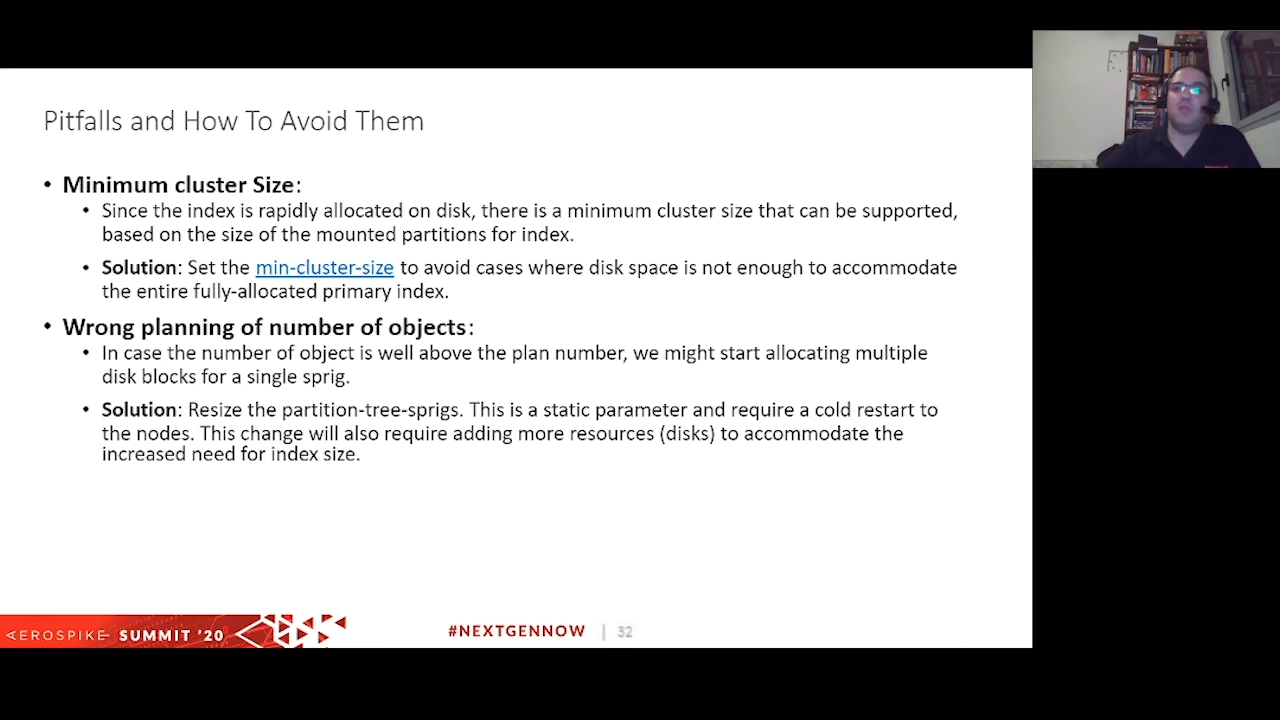 Pitfalls and How To Avoid Them
• Minimum cluster Size:
• Since the index is rapidly allocated on disk, there is a minimum cluster size that can be supported,
based on the size of the mounted partitions for index.
• Solution: Set the min-cluster-size to avoid cases where disk space is not enough to accommodate
the entire fully-allocated primary index.
• Wrong planning of number of objects:
• In case the number of object is well above the plan number, we might start allocating multiple
disk blocks for a single sprig.
• Solution: Resize the partition-tree-sprigs. This is a static parameter and require a cold restart to
the nodes. This change will also require adding more resources (disks) to accommodate the
increased need for index size.
AEROSPIKE SUMMIT '20
#NEXTGENNOW | 32